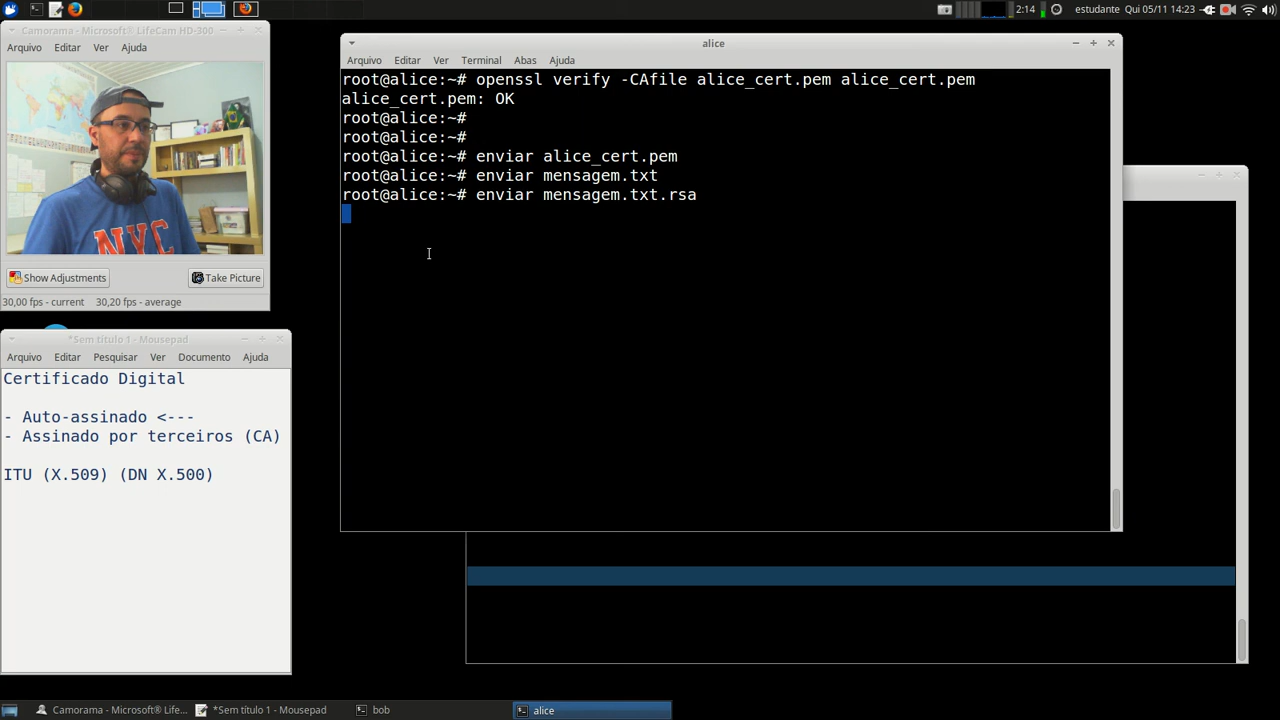 2:14
estudante Qui 05/11 14:23
Camorama - Microsoft® LifeCam HD-300
Arquivo Editar Ver Ajuda
NYC
Show Adjustments Take Picture
30,00 fps - current 30,20 fps - average
*Sem título 1 - Mousepad
Arquivo Editar Pesquisar Ver Documento Ajuda
Certificado Digital
- Auto-assinado <---
- Assinado por terceiros (CA)
ITU (X.509) (DN X.500)
alice
Arquivo Editar Ver Terminal Abas Ajuda
root@alice:~# openssl verify -CAfile alice_cert.pem alice_cert.pem
alice_cert.pem: OK
root@alice:~#
root@alice:~#
root@alice:~# enviar alice_cert.pem
root@alice:~# enviar mensagem.txt
root@alice:~# enviar mensagem.txt.rsa
Camorama - Microsoft® Life... *Sem título 1 - Mousepad bob alice